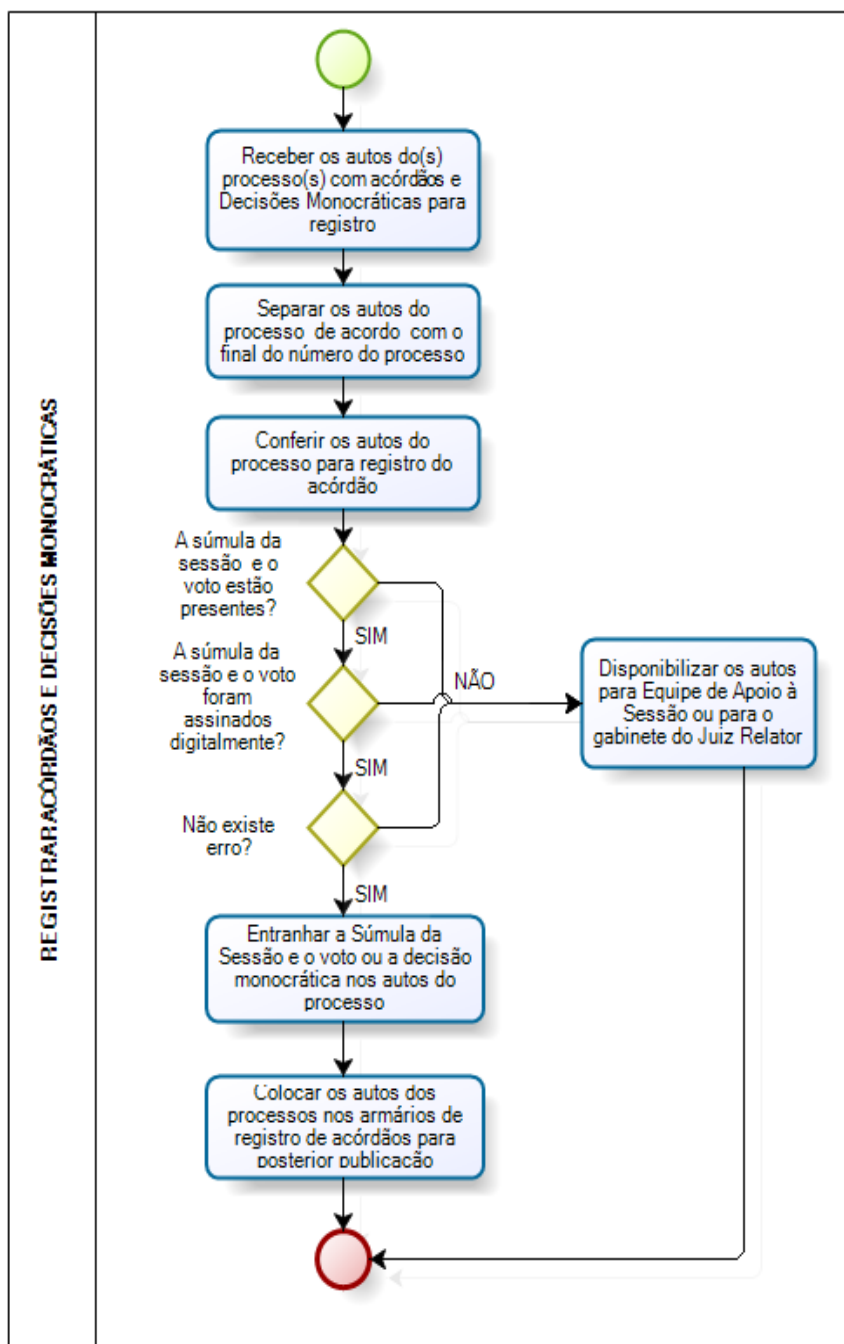 REGISTRAR ACÓRDÃOS E DECISÕES MONOCRÁTICAS
Receber os autos do(s)
processo(s) com acórdãos e
Decisões Monocráticas para
registro
Separar os autos do
processo de acordo com o
final do número do processo
Conferir os autos do
processo para registro do
acórdão
A súmula da
sessão e o
voto estão
presentes?
SIM
A súmula da
sessão e o voto
foram
assinados
digitalmente?
NÃO
Disponibilizar os autos
para Equipe de Apoio à
Sessão ou para o
gabinete do Juiz Relator
SIM
Não existe
erro?
SIM
Entranhar a Súmula da
Sessão e o voto ou a decisão
monocrática nos autos do
processo
Colocar os autos dos
processos nos armários de
registro de acórdãos para
posterior publicação